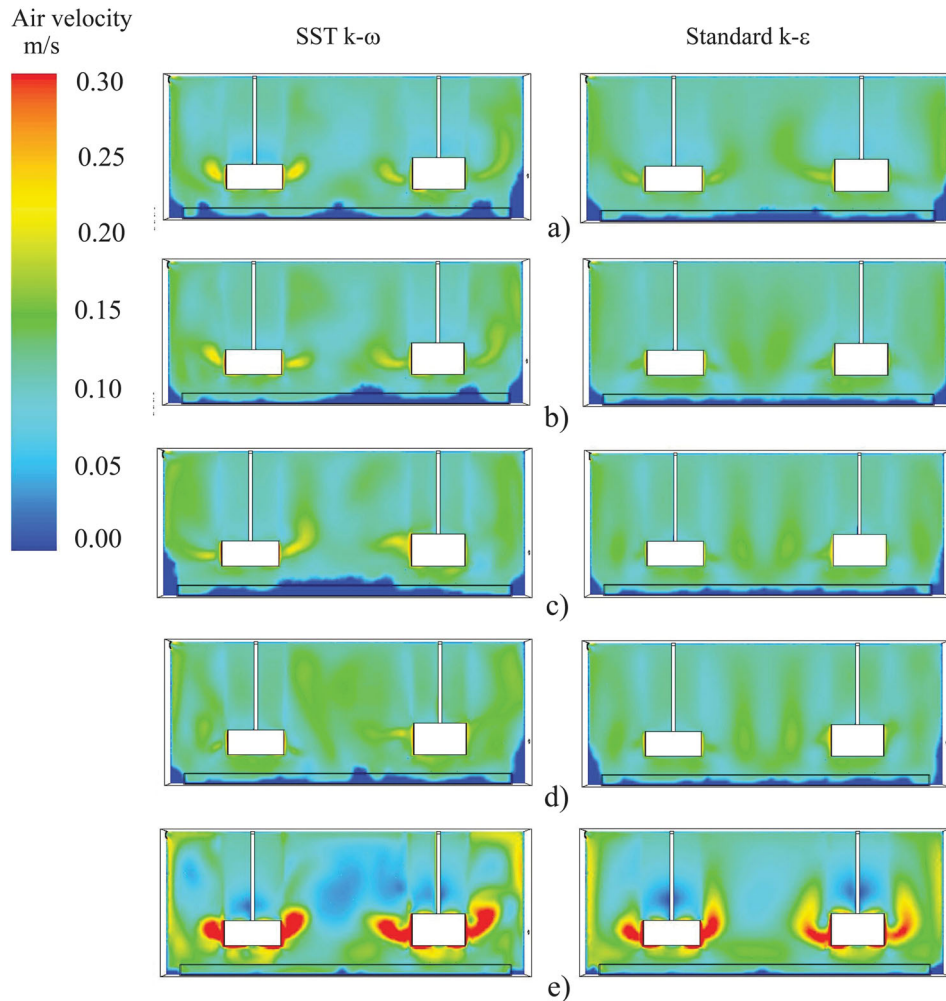 Air velocity
m/s
SST k-ω
Standard k-ε
0.30
0.25
0.20
0.15
0.10
0.05
0.00
a)
b)
c)
d)
e)